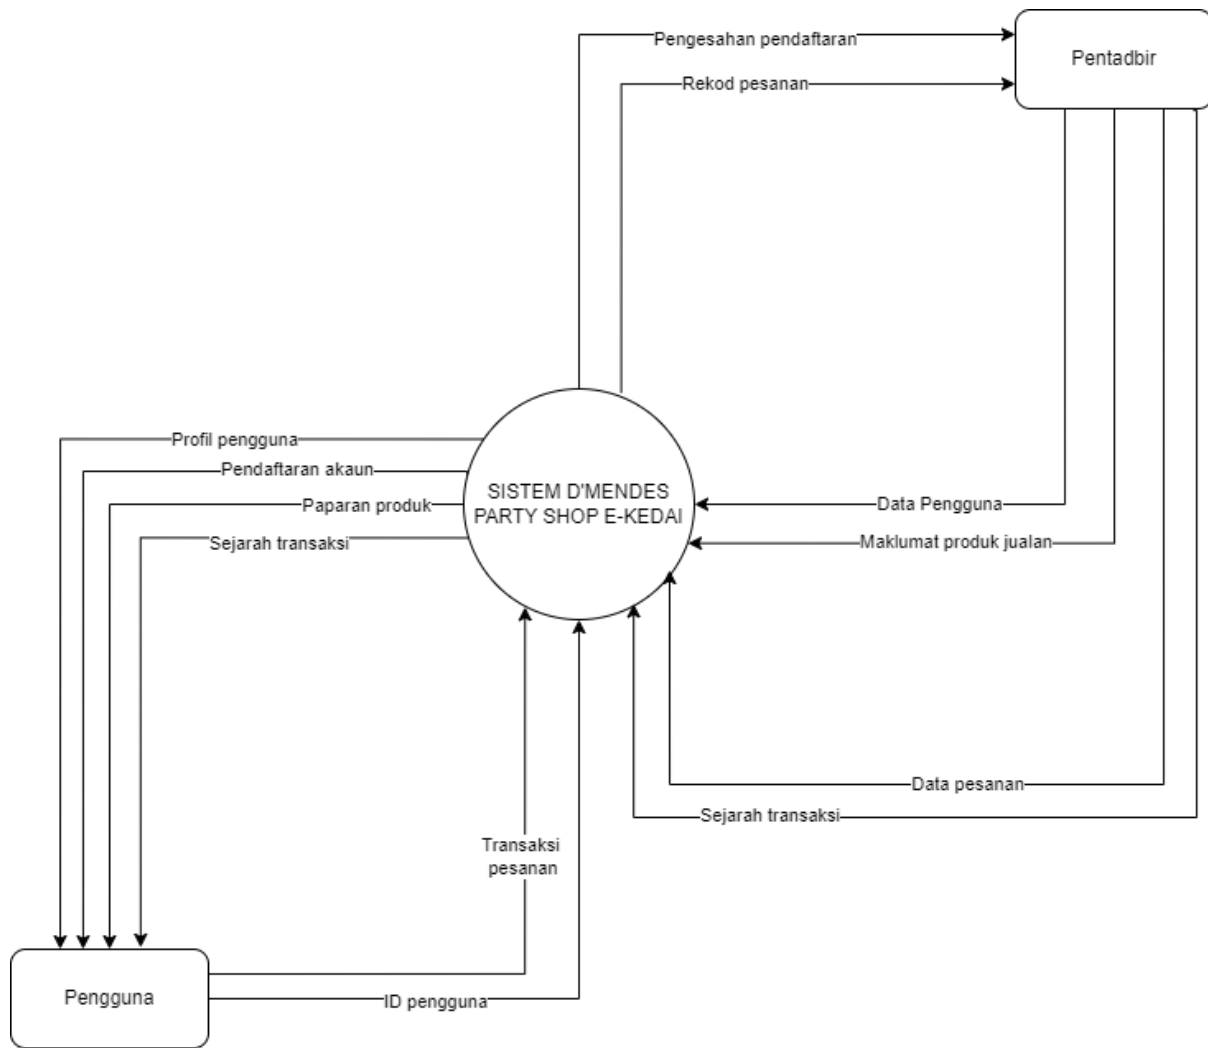 Pengesahan pendaftaran
Pentadbir
Rekod pesanan
Profil pengguna
Pendaftaran akaun
Paparan produk
Sejarah transaksi
SISTEM D'MENDES
PARTY SHOP E-KEDAI
Data Pengguna
Maklumat produk jualan
Data pesanan
Sejarah transaksi
Transaksi
pesanan
Pengguna
ID pengguna